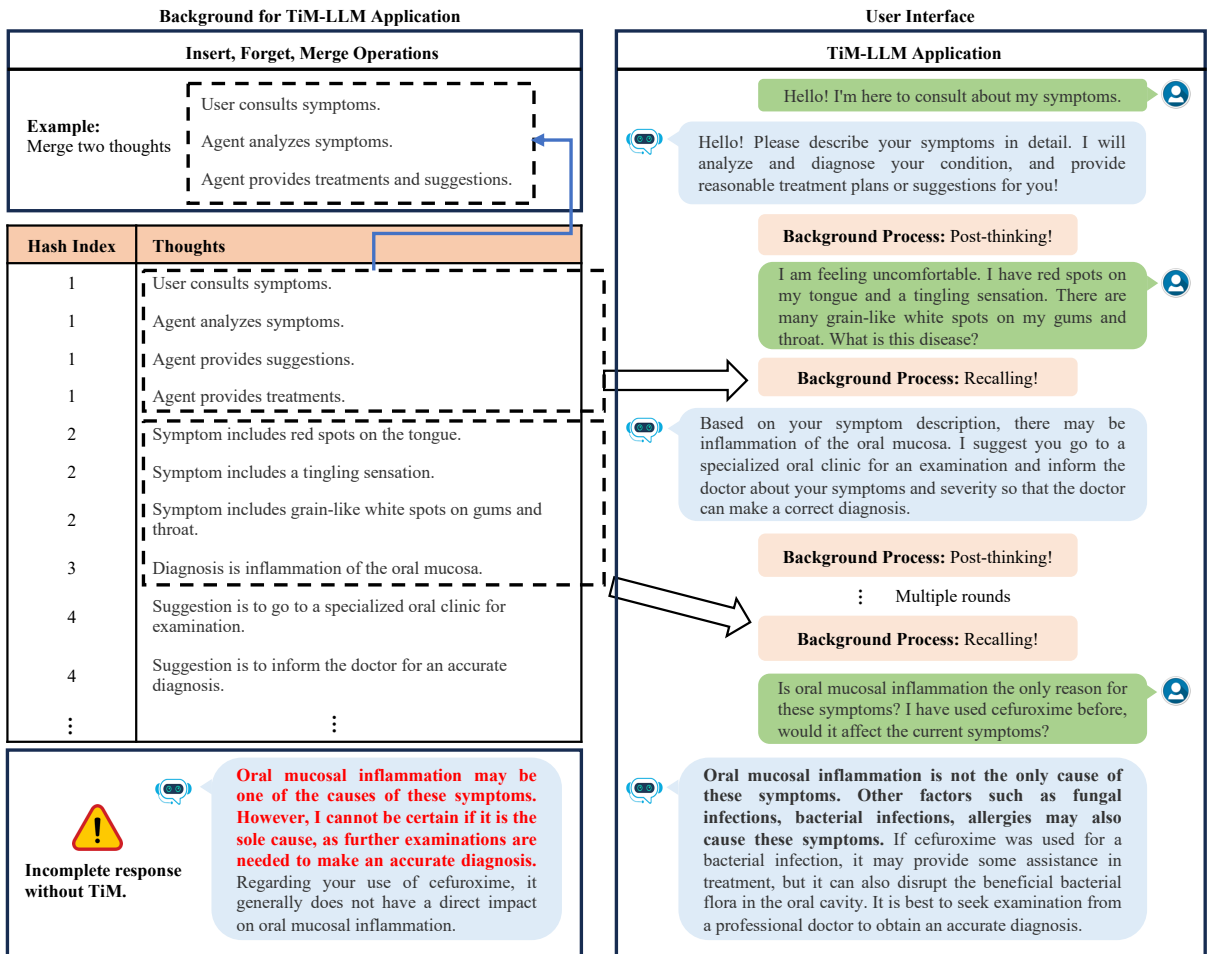 Background for TiM-LLM Application
Insert, Forget, Merge Operations
Example:
Merge two thoughts
User consults symptoms.
Agent analyzes symptoms.
Agent provides treatments and suggestions.
Hash Index Thoughts
1 User consults symptoms.
1 Agent analyzes symptoms.
1 Agent provides suggestions.
1 Agent provides treatments.
2 Symptom includes red spots on the tongue.
2 Symptom includes a tingling sensation.
2 Symptom includes grain-like white spots on gums and
throat.
3 Diagnosis is inflammation of the oral mucosa.
4 Suggestion is to go to a specialized oral clinic for
examination.
4 Suggestion is to inform the doctor for an accurate
diagnosis.
⋮ ⋮
Incomplete response
without TiM.
Oral mucosal inflammation may be
one of the causes of these symptoms.
However, I cannot be certain if it is the
sole cause, as further examinations are
needed to make an accurate diagnosis.
Regarding your use of cefuroxime, it
generally does not have a direct impact
on oral mucosal inflammation.
User Interface
TiM-LLM Application
Hello! I'm here to consult about my symptoms.
Hello! Please describe your symptoms in detail. I will
analyze and diagnose your condition, and provide
reasonable treatment plans or suggestions for you!
Background Process: Post-thinking!
I am feeling uncomfortable. I have red spots on
my tongue and a tingling sensation. There are
many grain-like white spots on my gums and
throat. What is this disease?
Background Process: Recalling!
Based on your symptom description, there may be
inflammation of the oral mucosa. I suggest you go to a
specialized oral clinic for an examination and inform the
doctor about your symptoms and severity so that the doctor
can make a correct diagnosis.
Background Process: Post-thinking!
⋮ Multiple rounds
Background Process: Recalling!
Is oral mucosal inflammation the only reason for
these symptoms? I have used cefuroxime before,
would it affect the current symptoms?
Oral mucosal inflammation is not the only cause of
these symptoms. Other factors such as fungal
infections, bacterial infections, allergies may also
cause these symptoms. If cefuroxime was used for a
bacterial infection, it may provide some assistance in
treatment, but it can also disrupt the beneficial bacterial
flora in the oral cavity. It is best to seek examination from
a professional doctor to obtain an accurate diagnosis.